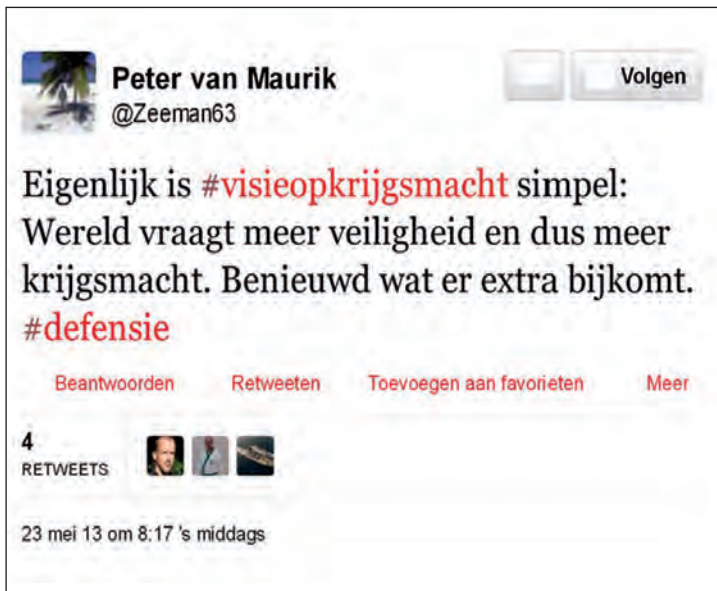 Peter van Maurik
@Zeeman63
Volgen
Eigenlijk is #visieopkrijgsmacht simpel:
Wereld vraagt meer veiligheid en dus meer
krijgsmacht. Benieuwd wat er extra bijkomt.
#defensie
Beantwoorden Retweeten Toevoegen aan favorieten Meer
4
RETWEETS
23 mei 13 om 8:17 's middags